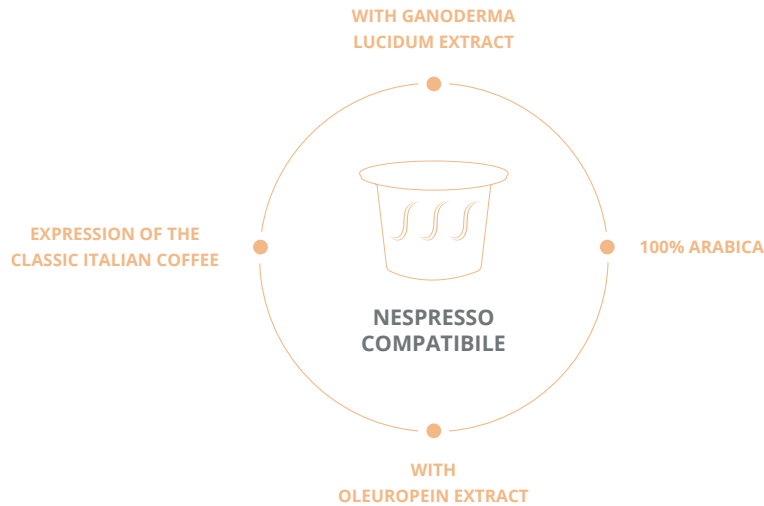 WITH GANODERMA
LUCIDUM EXTRACT
EXPRESSION OF THE
CLASSIC ITALIAN COFFEE
100% ARABICA
NESPRESSO
COMPATIBILE
WITH
OLEUROPEIN EXTRACT